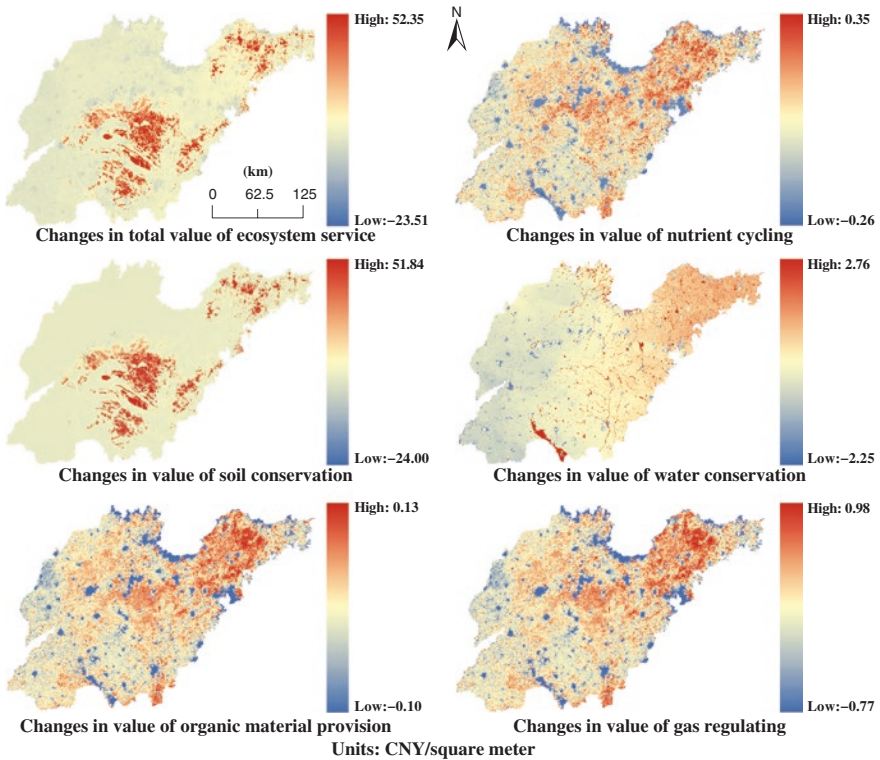 High: 52.35
N
High: 0.35
(km)
0 62.5 125
Low:−23.51
Low:−0.26
Changes in total value of ecosystem service
Changes in value of nutrient cycling
High: 51.84
High: 2.76
Low:−24.00
Low:−2.25
Changes in value of soil conservation
Changes in value of water conservation
High: 0.13
High: 0.98
Low:−0.10
Low:−0.77
Changes in value of organic material provision
Changes in value of gas regulating
Units: CNY/square meter